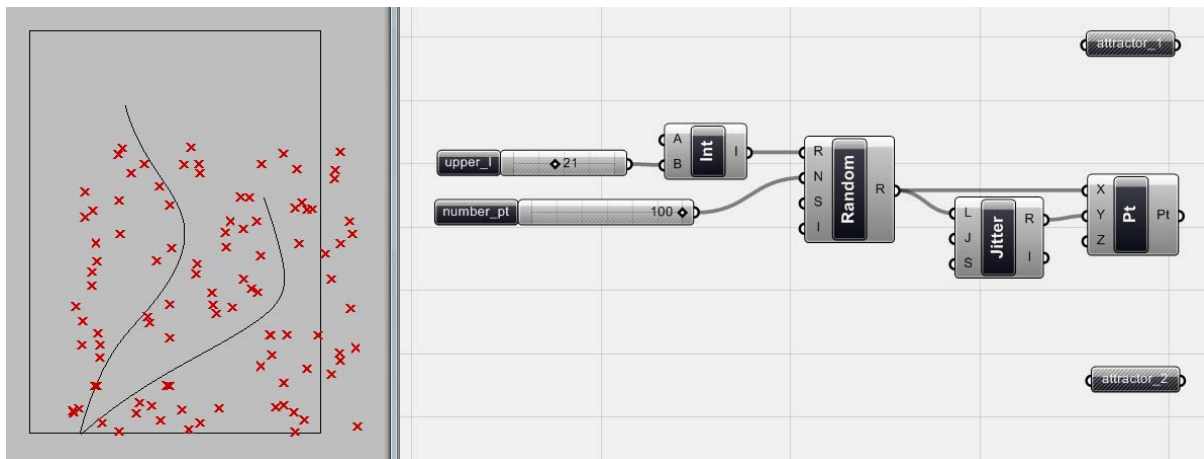 attractor_1
upper_l 21
A B Int I
number_pt 100
R N S I Random R
L J S Jitter R I
X Y Z Pt Pt
attractor_2